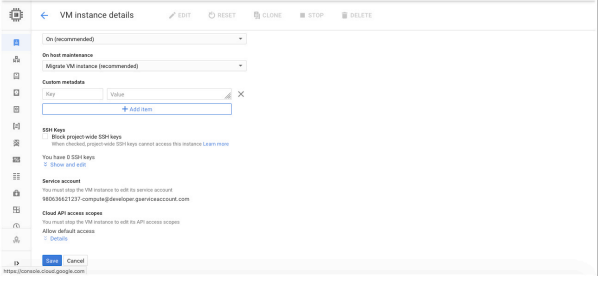 VM instance details
EDIT
RESET
CLONE
STOP
DELETE
On (recommended)
On host maintenance
Migrate VM instance (recommended)
Custom metadata
Key
Value
+ Add item
SSH Keys
Block project-wide SSH keys
When checked, project-wide SSH keys cannot access this instance Learn more
You have 0 SSH keys
Show and edit
Service account
You must stop the VM instance to edit its service account
980636621237-compute@developer.gserviceaccount.com
Cloud API access scopes
You must stop the VM instance to edit its API access scopes
Allow default access
Details
Save
Cancel
https://console.cloud.google.com